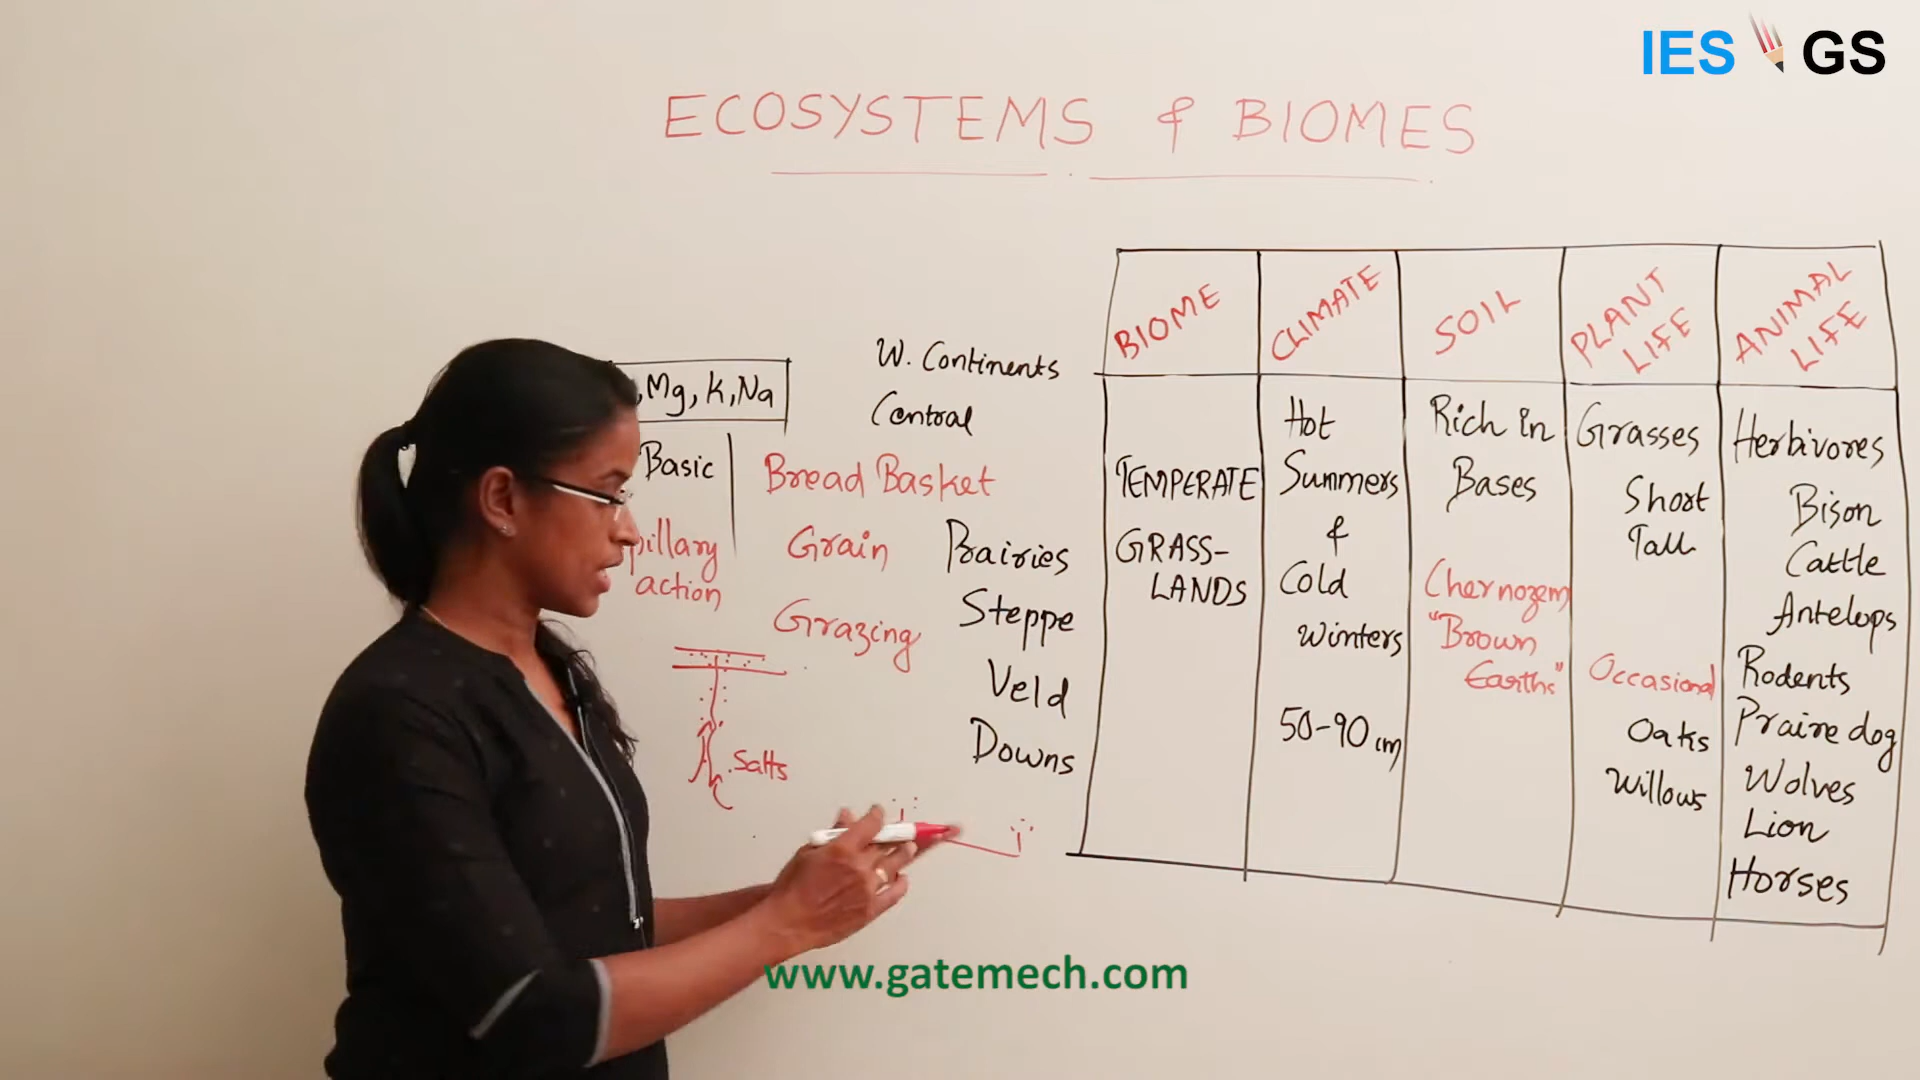 IES GS
ECOSYSTEMS & BIOMES
W. Continents
Central
, Mg, K, Na
Basic
Bread Basket
pillary
action
Grain
Grazing
Prairies
Steppe
Veld
Downs
Salts
BIOME
CLIMATE
SOIL
PLANT
LIFE
ANIMAL
LIFE
TEMPERATE
GRASS-
LANDS
Hot
Summers
&
Cold
Winters
50-90 cm
Rich in
Bases
Chernozem
"Brown
Earths"
Grasses
Short
Tall
Occasional
Oaks
Willows
Herbivores
Bison
Cattle
Antelops
Rodents
Praire dog
Wolves
Lion
Horses
www.gatemech.com